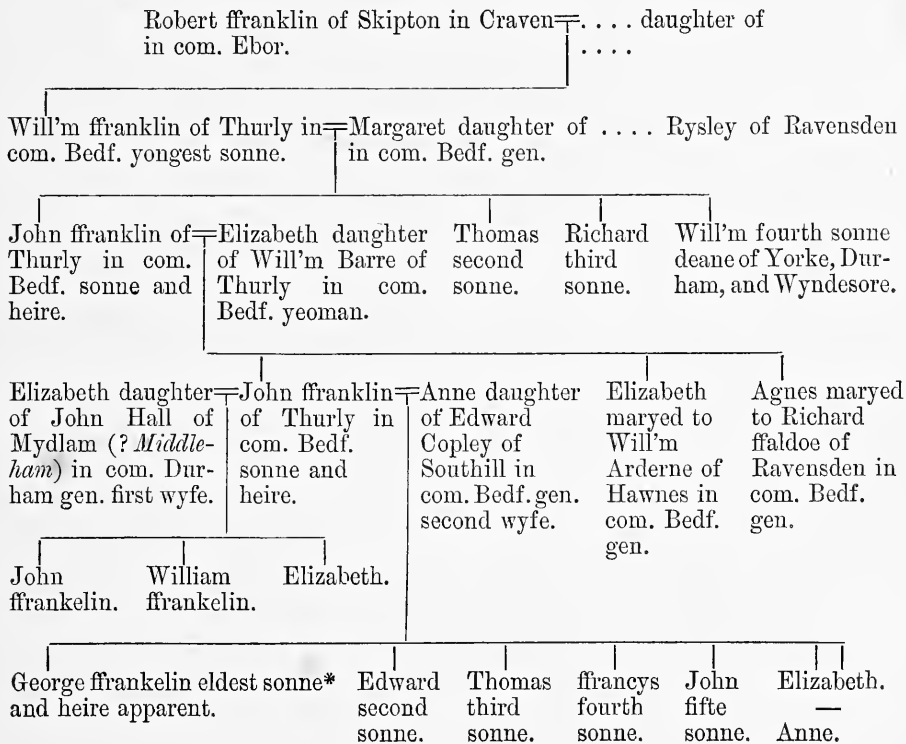 Robert ffranklin of Skipton in Craven=. . . . daughter of
in com. Ebor. . . . .
Will'm ffranklin of Thurly in=Margaret daughter of . . . . Rysley of Ravensden
com. Bedf. yongest sonne. in com. Bedf. gen.
John ffranklin of=
Thurly in com.
Bedf. sonne and
heire.
Elizabeth daughter
of Will'm Barre of
Thurly in com.
Bedf. yeoman.
Thomas
second
sonne.
Richard
third
sonne.
Will'm fourth sonne
deane of Yorke, Dur-
ham, and Wyndesore.
Elizabeth daughter=
of John Hall of
Mydlam (? Middle-
ham) in com. Dur-
ham gen. first wyfe.
John ffranklin=
of Thurly in
com. Bedf.
sonne and
heire.
Anne daughter
of Edward
Copley of
Southill in
com. Bedf. gen.
second wyfe.
Elizabeth
maryed to
Will'm
Arderne of
Hawnes in
com. Bedf.
gen.
Agnes maryed
to Richard
ffaldoe of
Ravensden in
com. Bedf.
gen.
John
ffrankelin.
William
ffrankelin.
Elizabeth.
George ffrankelin eldest sonne*
and heire apparent.
Edward
second
sonne.
Thomas
third
sonne.
ffrancys
fourth
sonne.
John
fifte
sonne.
Elizabeth.
—
Anne.